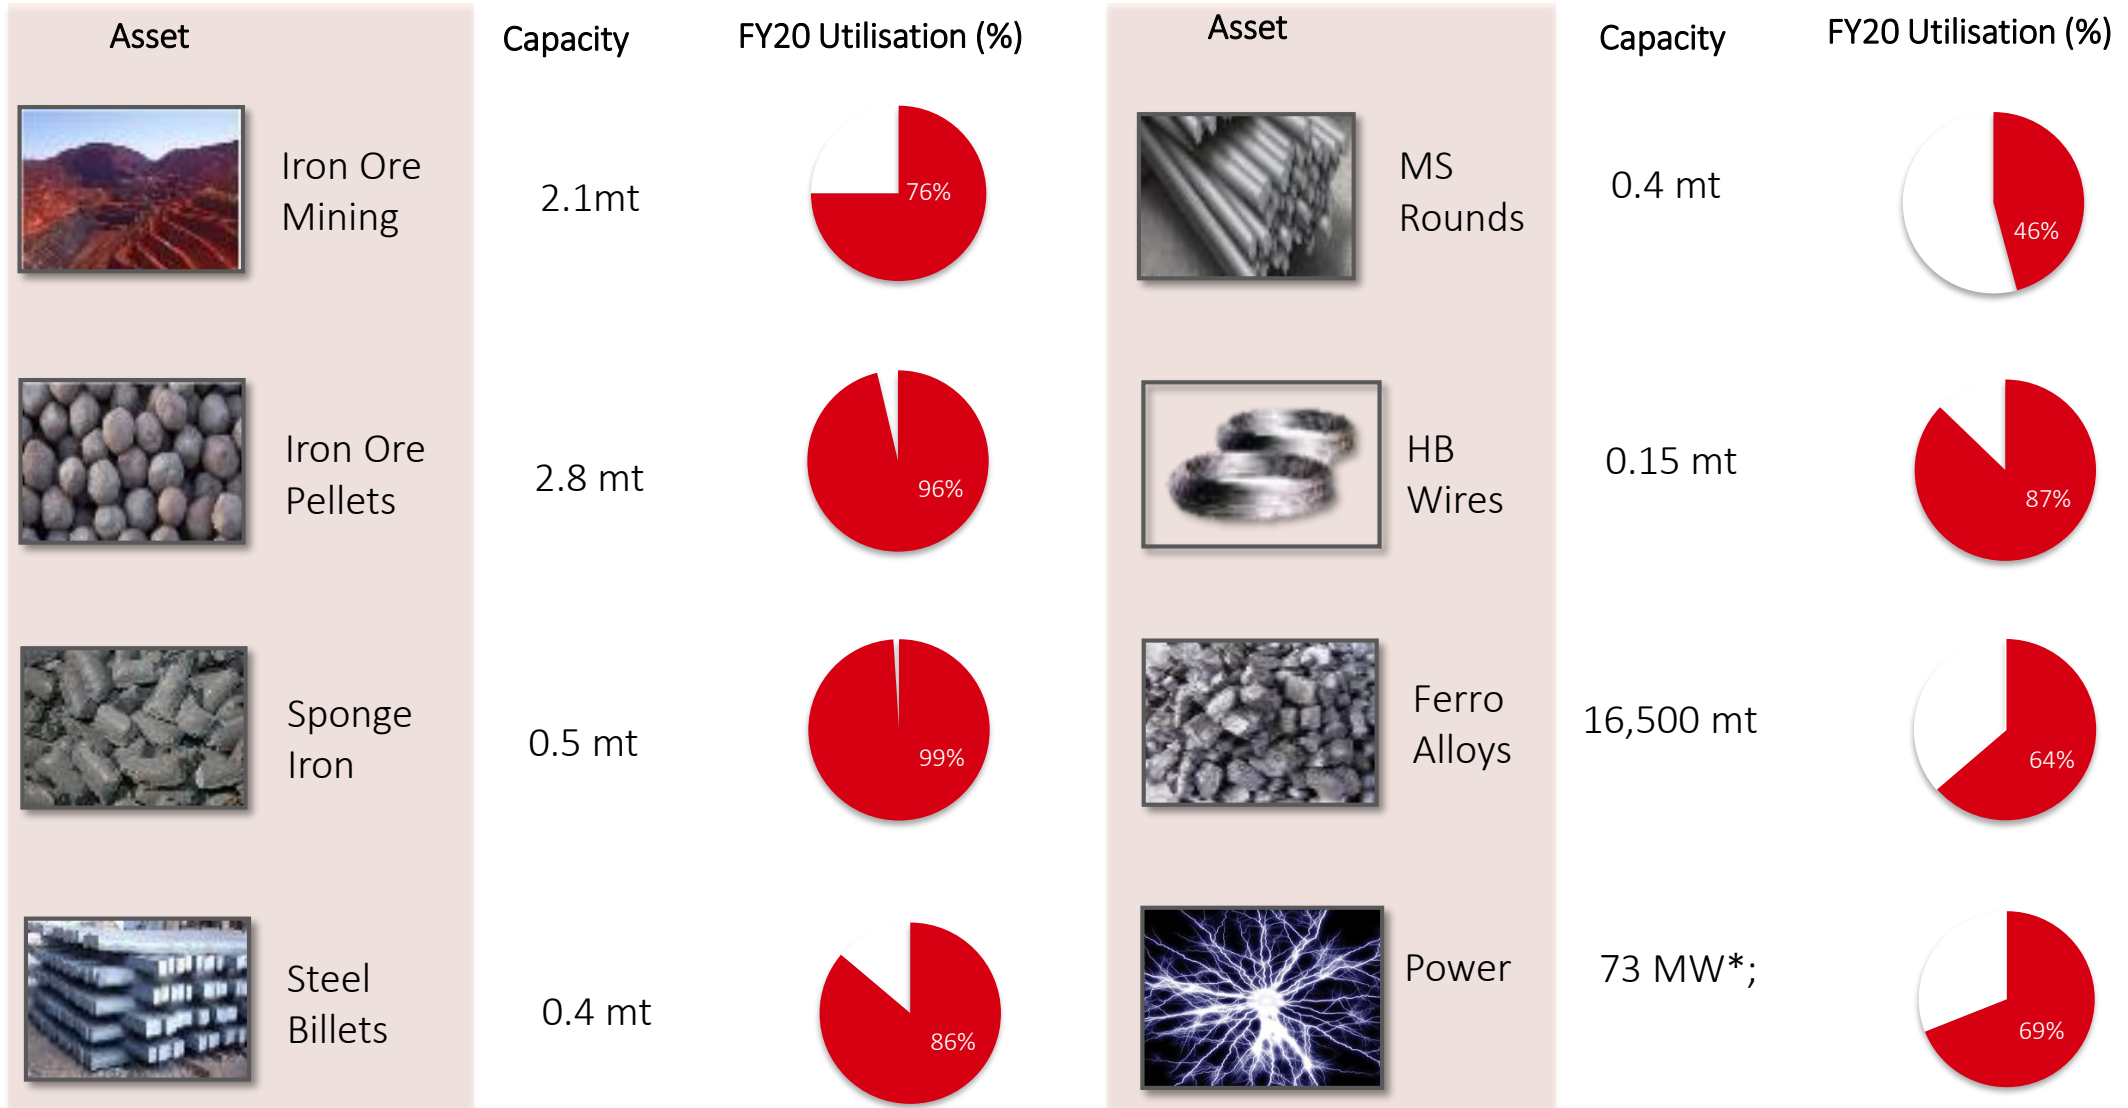 Asset
Capacity
FY20 Utilisation (%)
Iron Ore
Mining
2.1mt
76%
Iron Ore
Pellets
2.8 mt
96%
Sponge
Iron
0.5 mt
99%
Steel
Billets
0.4 mt
86%
Asset
Capacity
FY20 Utilisation (%)
MS
Rounds
0.4 mt
46%
HB
Wires
0.15 mt
87%
Ferro
Alloys
16,500 mt
64%
Power
73 MW*;
69%